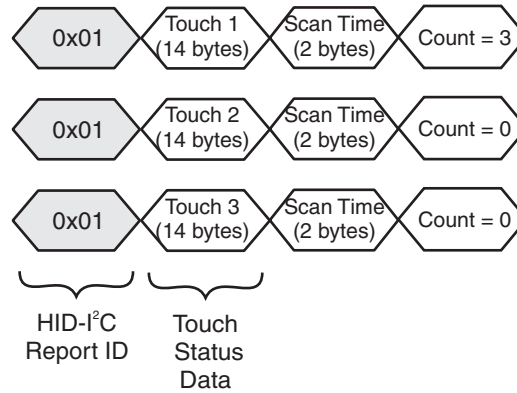 0x01
Touch 1
(14 bytes)
Scan Time
(2 bytes)
Count = 3
0x01
Touch 2
(14 bytes)
Scan Time
(2 bytes)
Count = 0
0x01
Touch 3
(14 bytes)
Scan Time
(2 bytes)
Count = 0
HID-I²C
Report ID
Touch
Status
Data